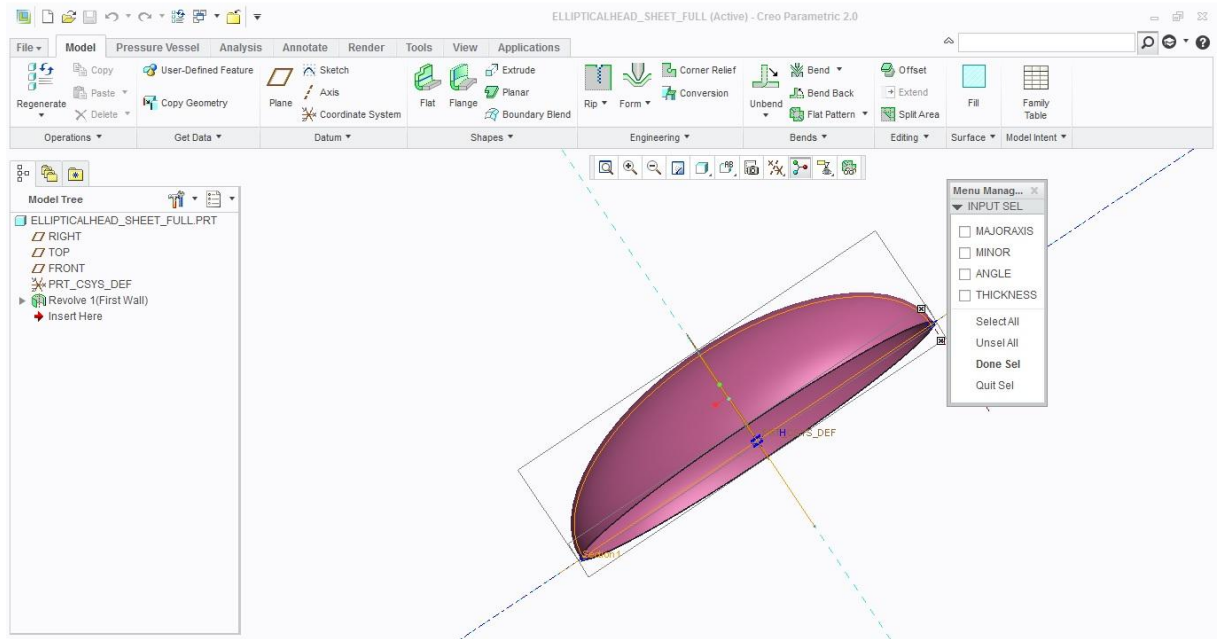 ELLIPTICALHEAD_SHEET_FULL (Active) - Creo Parametric 2.0
File Model Pressure Vessel Analysis Annotate Render Tools View Applications
Regenerate
Copy
Paste
Delete
Operations
User-Defined Feature
Copy Geometry
Get Data
Plane
Sketch
Axis
Coordinate System
Datum
Flat
Flange
Extrude
Planar
Boundary Blend
Shapes
Rip
Form
Corner Relief
Conversion
Engineering
Unbend
Bend
Bend Back
Flat Pattern
Bends
Offset
Extend
Split Area
Editing
Fill
Surface
Family
Table
Model Intent
Model Tree
ELLIPTICALHEAD_SHEET_FULL.PRT
RIGHT
TOP
FRONT
PRT_CSYS_DEF
Revolve 1(First Wall)
Insert Here
Menu Manag...
INPUT SEL
MAJORAXIS
MINOR
ANGLE
THICKNESS
Select All
Unsel All
Done Sel
Quit Sel
H
S_DEF
Section1